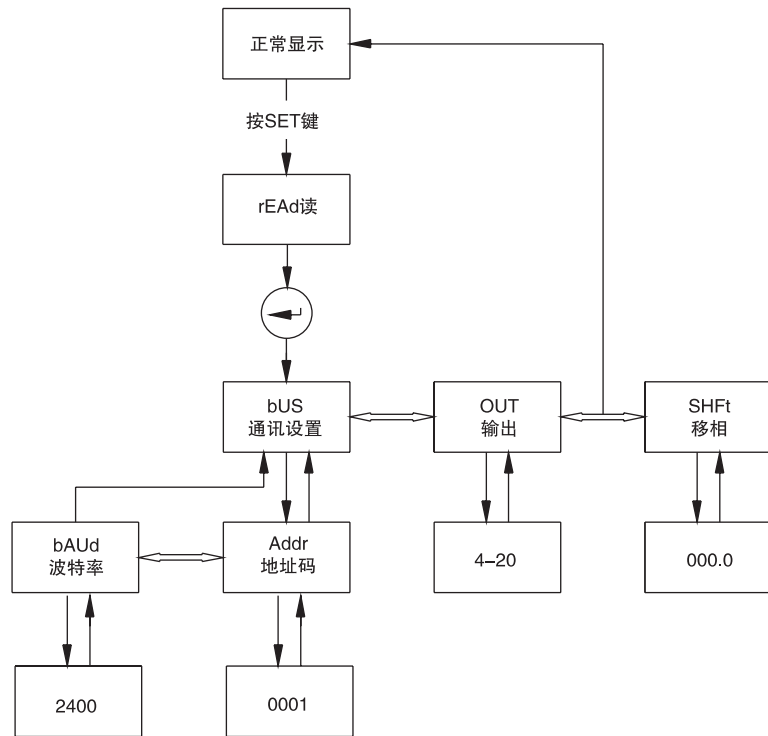 正常显示
按SET键
rEAd读
bUS
通讯设置
OUT
输出
SHFt
移相
bAUd
波特率
Addr
地址码
4–20
000.0
2400
0001